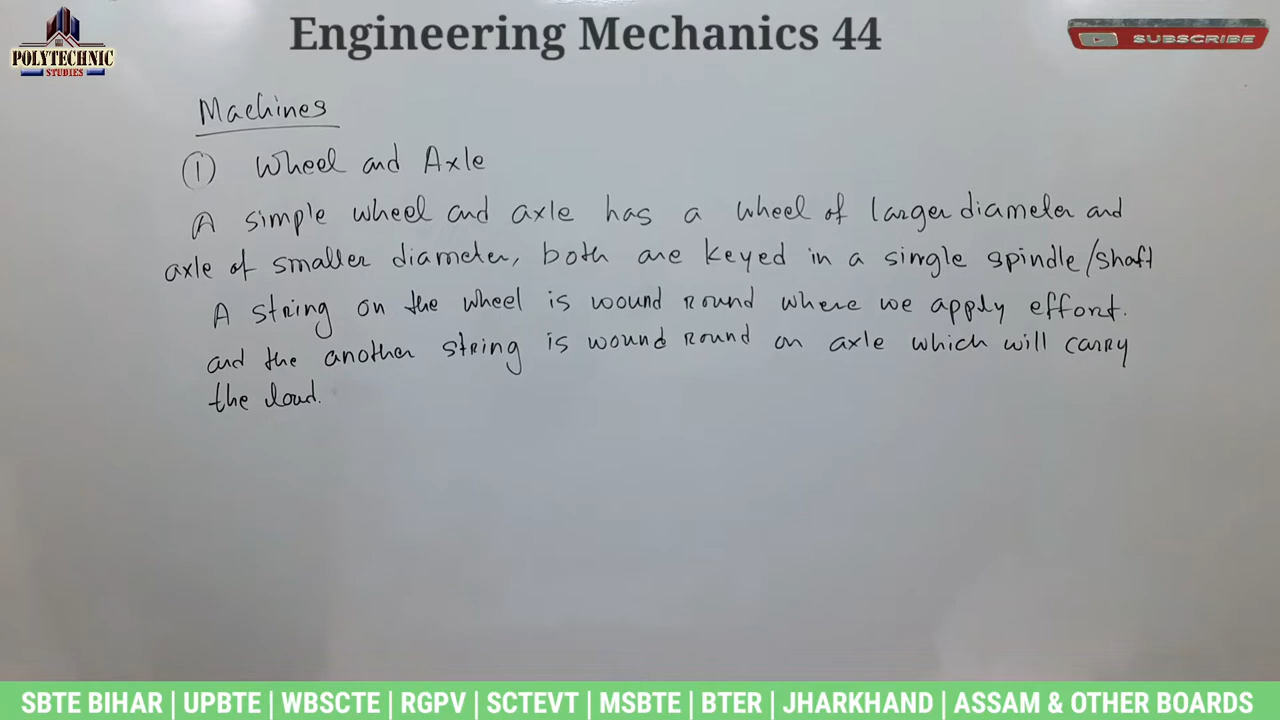 POLYTECHNIC
STUDIES
Engineering Mechanics 44
SUBSCRIBE
Machines
① Wheel and Axle
A simple wheel and axle has a wheel of larger diameter and
axle of smaller diameter, both are keyed in a single spindle/shaft
A string on the wheel is wound round where we apply effort.
and the another string is wound round on axle which will carry
the load.
SBTE BIHAR | UPBTE | WBSCTE | RGPV | SCTEVT | MSBTE | BTER | JHARKHAND | ASSAM & OTHER BOARDS